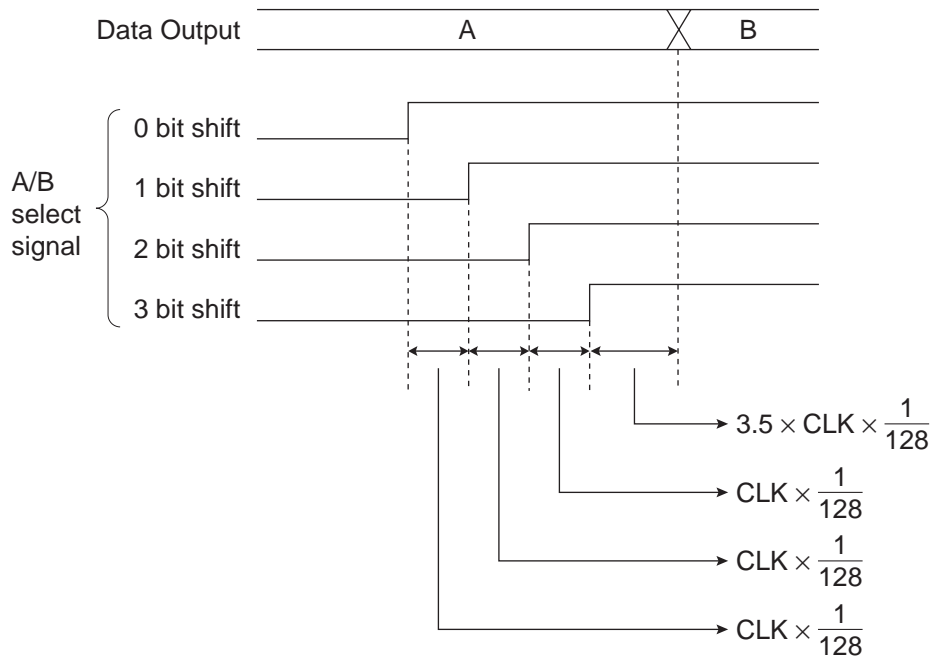 Data Output A B
0 bit shift
1 bit shift
2 bit shift
3 bit shift
A/B
select
signal
3.5 × CLK × 1/128
CLK × 1/128
CLK × 1/128
CLK × 1/128